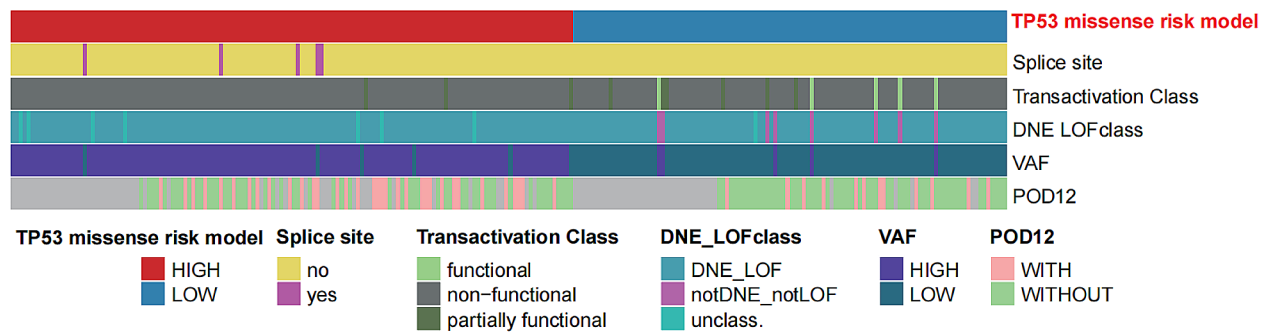 TP53 missense risk model
Splice site
Transactivation Class
DNE LOFclass
VAF
POD12
TP53 missense risk model Splice site Transactivation Class DNE_LOFclass VAF POD12
HIGH no functional DNE_LOF HIGH WITH
LOW yes non-functional notDNE_notLOF LOW WITHOUT
partially functional unclass.